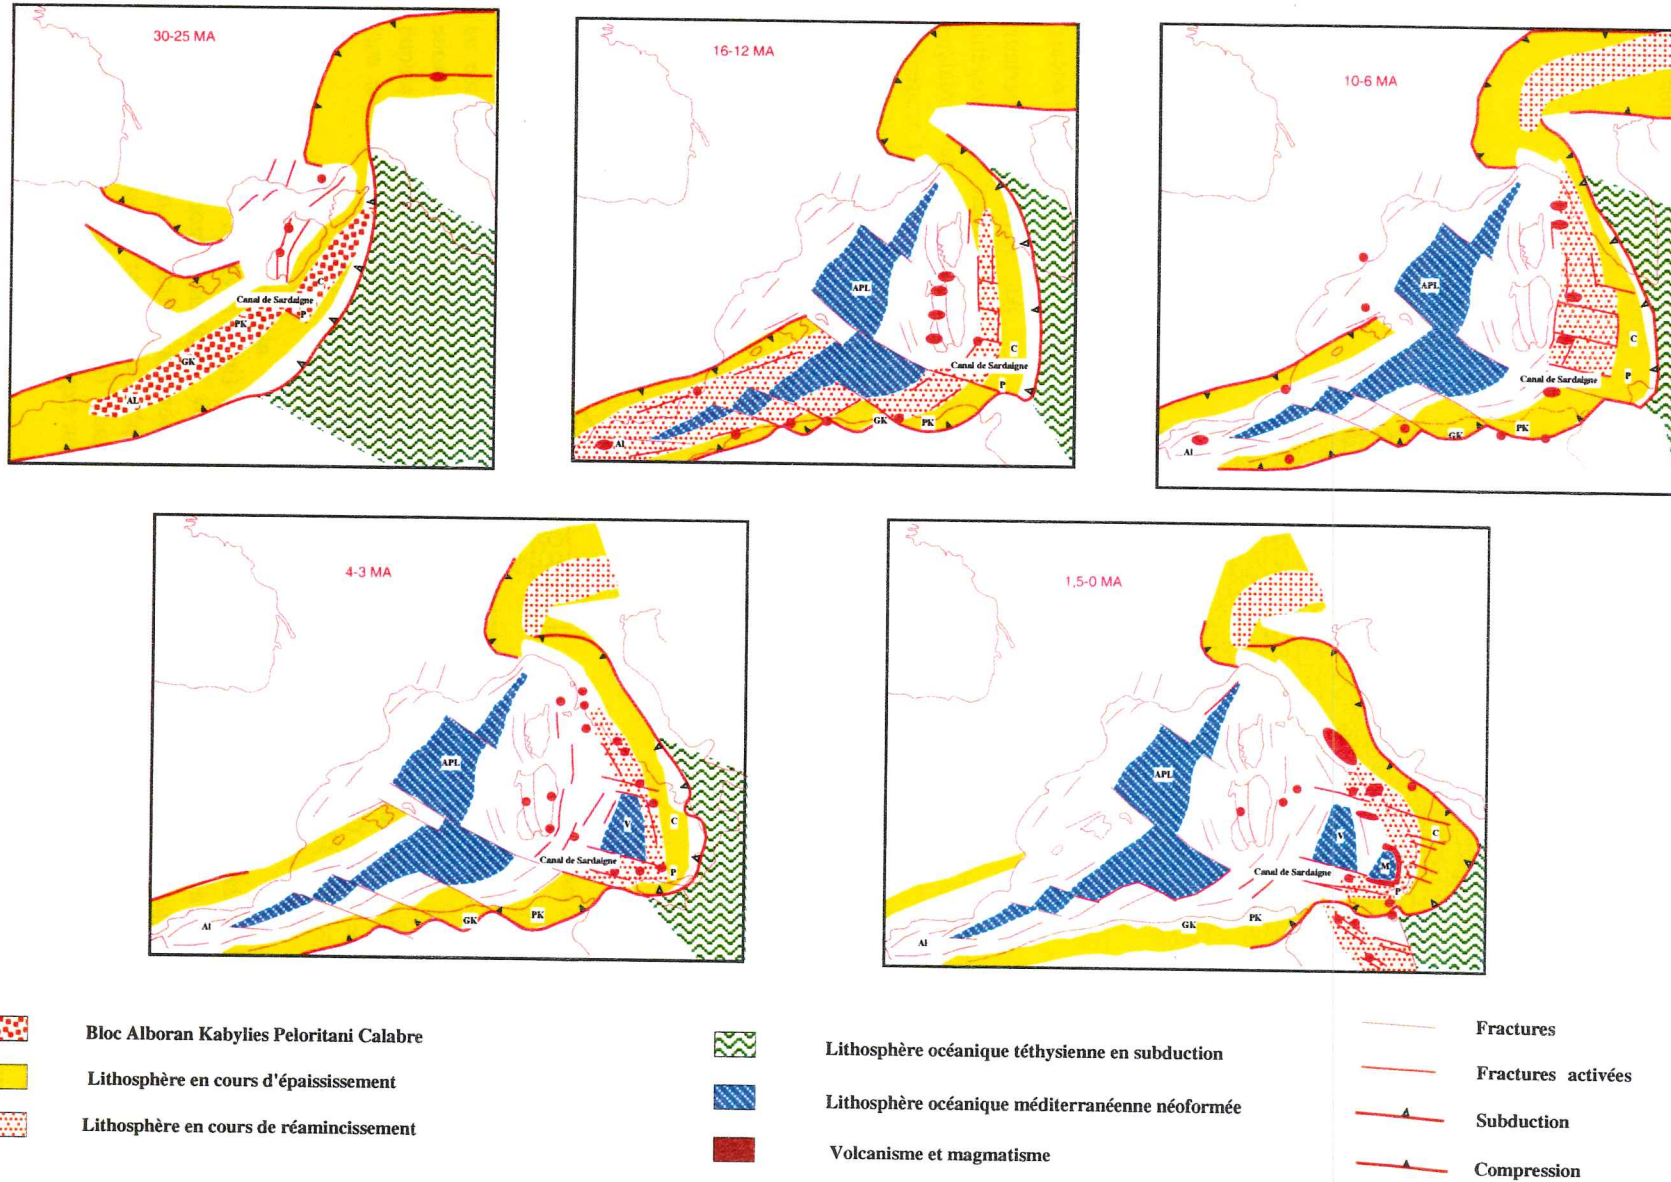 30-25 MA
Canal de Sardaigne
C
P
PK
GK
AL
16-12 MA
APL
C
Canal de Sardaigne
P
GK
PK
Al
10-6 MA
APL
C
Canal de Sardaigne
P
PK
GK
Al
4-3 MA
APL
V
C
Canal de Sardaigne
P
PK
GK
Al
1,5-0 MA
APL
V
C
M
Canal de Sardaigne
P
PK
GK
Al
Bloc Alboran Kabylies Peloritani Calabre
Lithosphère en cours d'épaississement
Lithosphère en cours de réamincissement
Lithosphère océanique téthysienne en subduction
Lithosphère océanique méditerranéenne néoformée
Volcanisme et magmatisme
Fractures
Fractures activées
Subduction
Compression